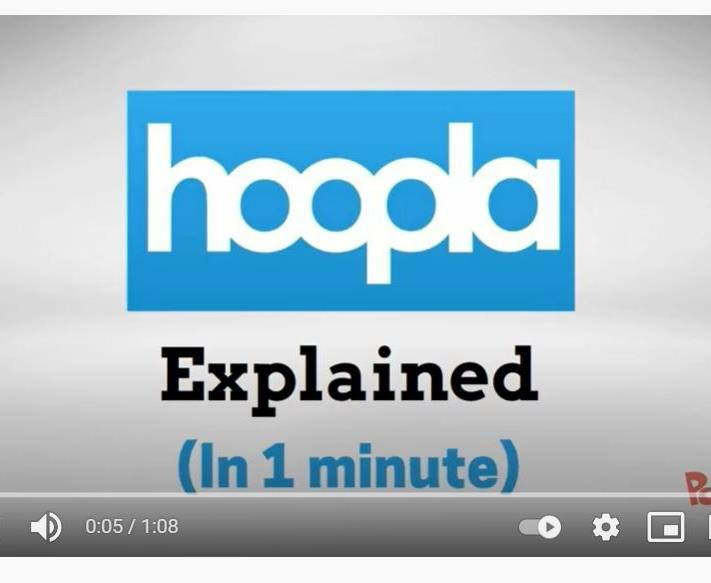 hoopla
Explained
(In 1 minute)
0:05 / 1:08